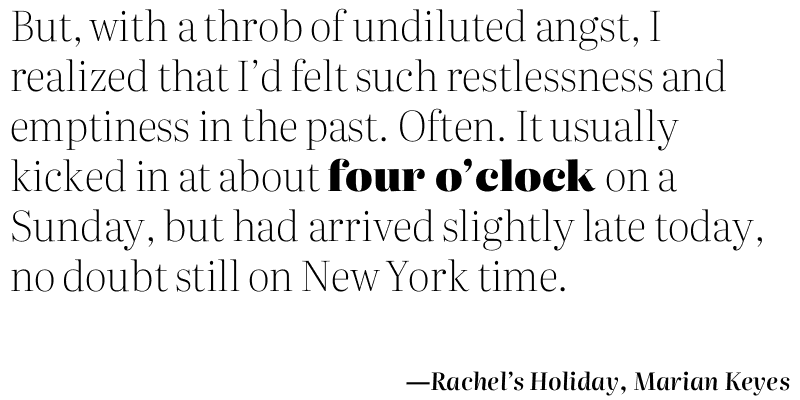 But, with a throb of undiluted angst, I
realized that I’d felt such restlessness and
emptiness in the past. Often. It usually
kicked in at about four o’clock on a
Sunday, but had arrived slightly late today,
no doubt still on New York time.
—Rachel’s Holiday, Marian Keyes